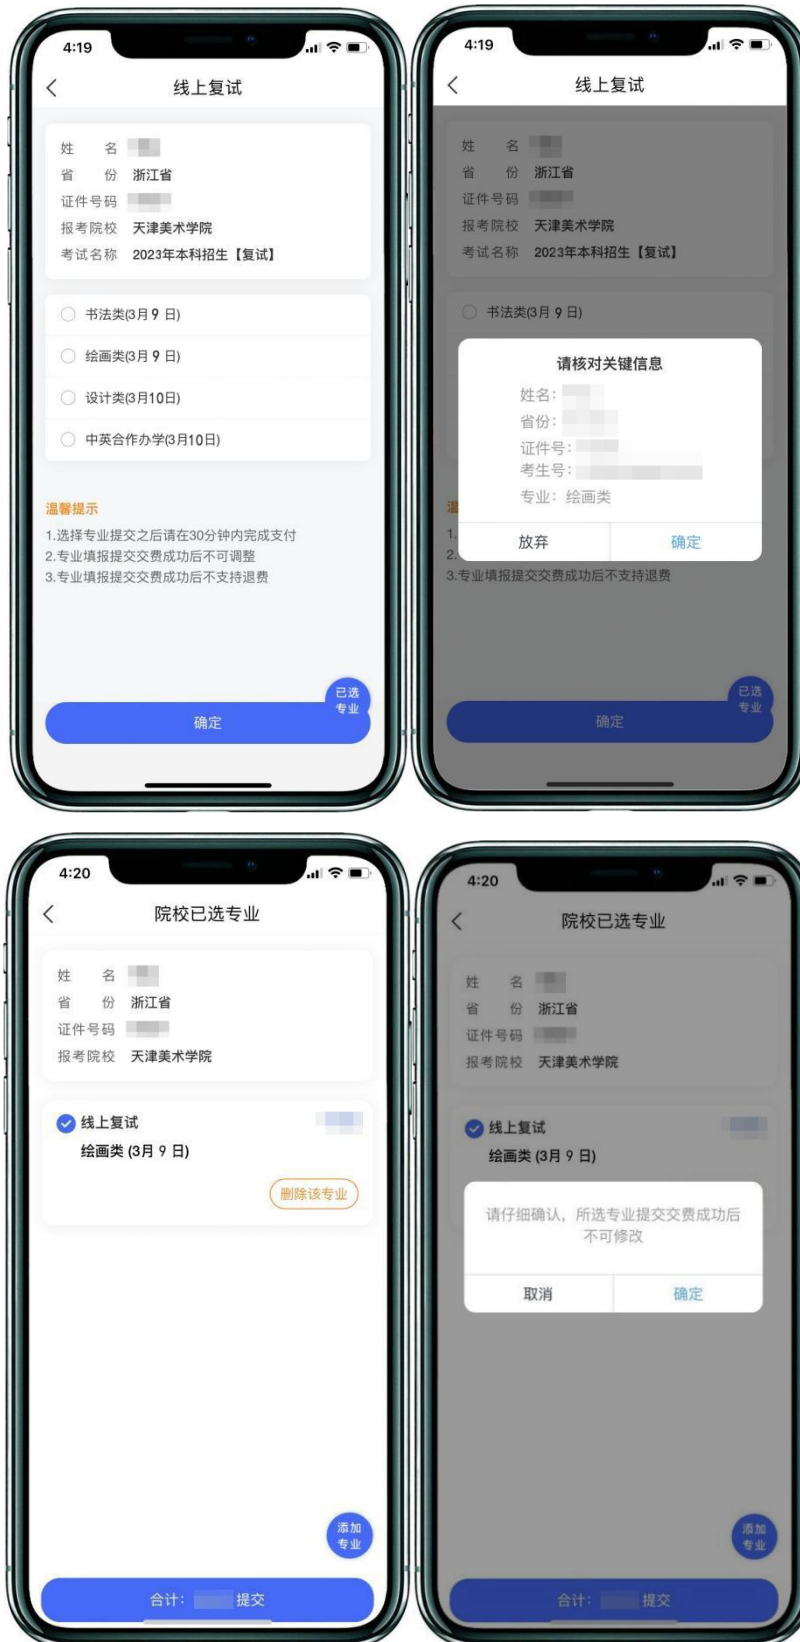 4:19
线上复试
姓 名
省 份 浙江省
证件号码
报考院校 天津美术学院
考试名称 2023年本科招生【复试】
书法类(3月 9 日)
绘画类(3月 9 日)
设计类(3月10日)
中英合作办学(3月10日)
温馨提示
1.选择专业提交之后请在30分钟内完成支付
2.专业填报提交交费成功后不可调整
3.专业填报提交交费成功后不支持退费
已选
专业
确定
4:19
线上复试
姓 名
省 份 浙江省
证件号码
报考院校 天津美术学院
考试名称 2023年本科招生【复试】
书法类(3月 9 日)
请核对关键信息
姓名:
省份:
证件号:
考生号:
专业: 绘画类
放弃 确定
温
1.
2.
3.专业填报提交交费成功后不支持退费
已选
专业
确定
4:20
院校已选专业
姓 名
省 份 浙江省
证件号码
报考院校 天津美术学院
线上复试
绘画类 (3月 9 日)
删除该专业
添加
专业
合计: 提交
4:20
院校已选专业
姓 名
省 份 浙江省
证件号码
报考院校 天津美术学院
线上复试
绘画类 (3月 9 日)
请仔细确认，所选专业提交交费成功后
不可修改
取消 确定
添加
专业
合计: 提交